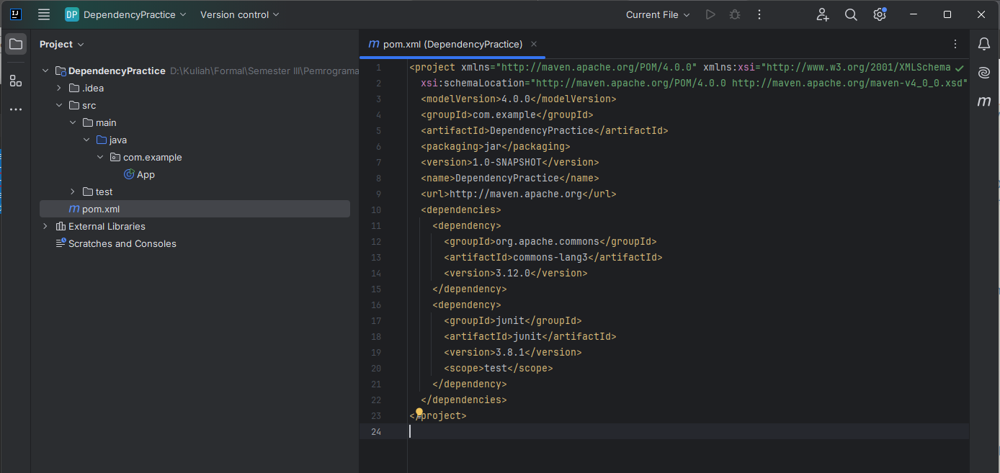 DP DependencyPractice Version control Current File
Project
DependencyPractice D:\Kuliah\Formal\Semester III\Pemrograma
.idea
src
main
java
com.example
App
test
m pom.xml
External Libraries
Scratches and Consoles
m pom.xml (DependencyPractice)
1 <project xmlns="http://maven.apache.org/POM/4.0.0" xmlns:xsi="http://www.w3.org/2001/XMLSchema
2 xsi:schemaLocation="http://maven.apache.org/POM/4.0.0 http://maven.apache.org/maven-v4_0_0.xsd"
3 <modelVersion>4.0.0</modelVersion>
4 <groupId>com.example</groupId>
5 <artifactId>DependencyPractice</artifactId>
6 <packaging>jar</packaging>
7 <version>1.0-SNAPSHOT</version>
8 <name>DependencyPractice</name>
9 <url>http://maven.apache.org</url>
10 <dependencies>
11 <dependency>
12 <groupId>org.apache.commons</groupId>
13 <artifactId>commons-lang3</artifactId>
14 <version>3.12.0</version>
15 </dependency>
16 <dependency>
17 <groupId>junit</groupId>
18 <artifactId>junit</artifactId>
19 <version>3.8.1</version>
20 <scope>test</scope>
21 </dependency>
22 </dependencies>
23 </project>
24
m